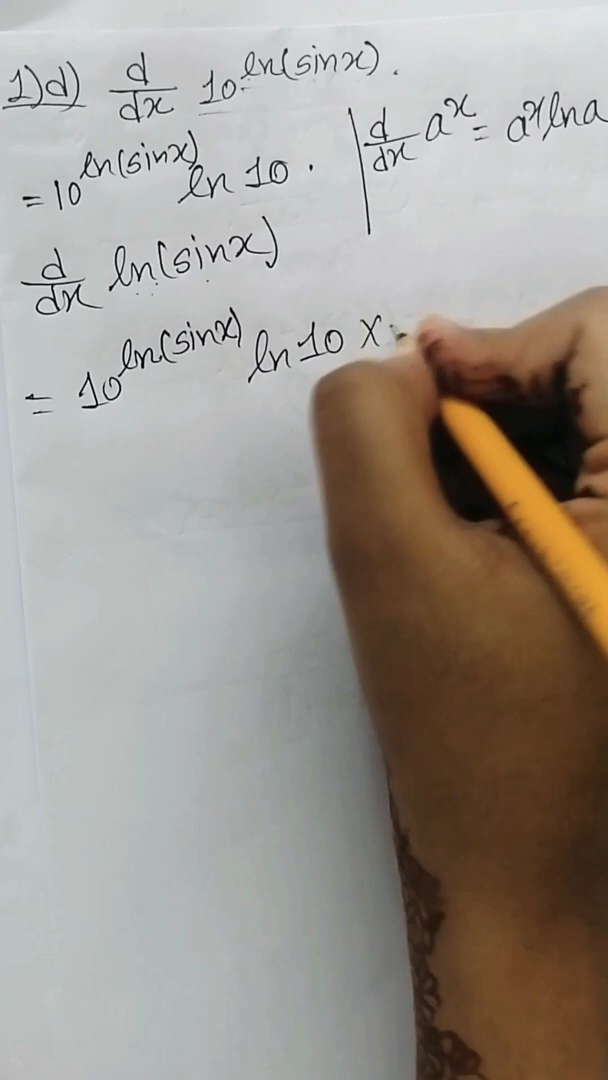 1)d) d/dx 10^ln(sinx).
= 10^ln(sinx) ln 10 . | d/dx a^x = a^x ln a
d/dx ln(sinx)
= 10^ln(sinx) ln 10 x